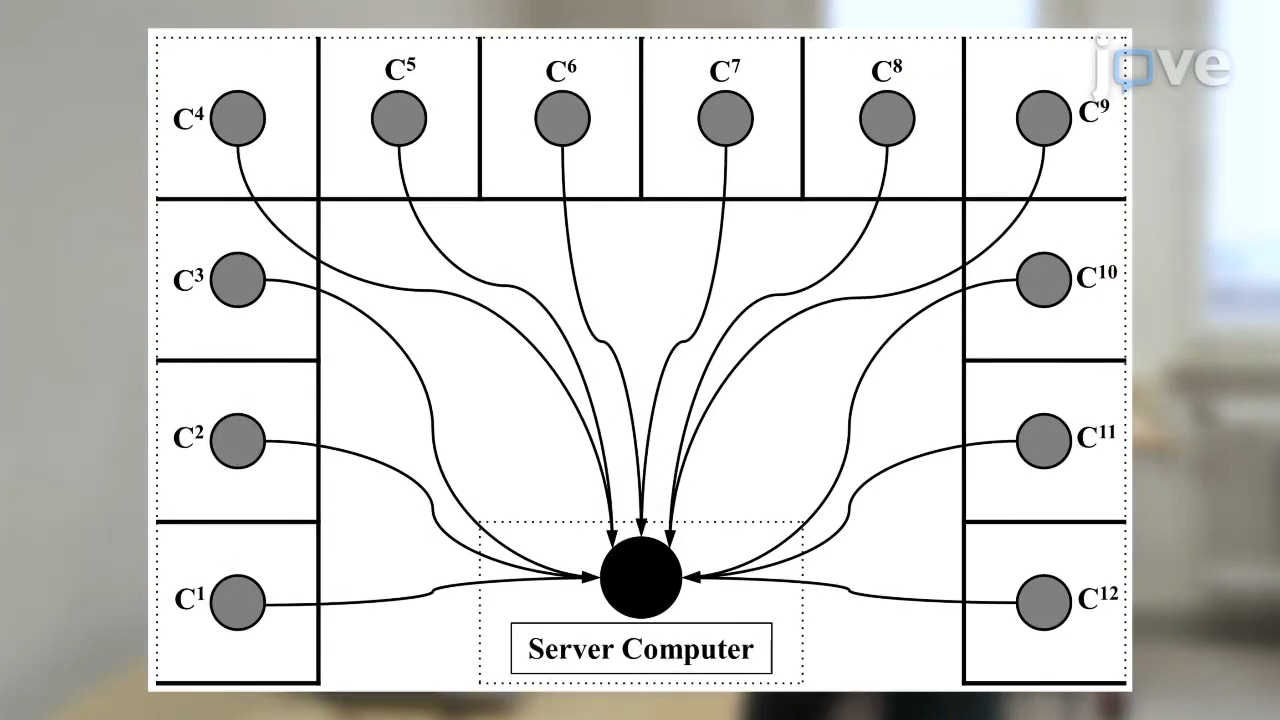 jove
C⁵ C⁶ C⁷ C⁸
C⁴ C⁹
C³ C¹⁰
C² C¹¹
C¹ C¹²
Server Computer